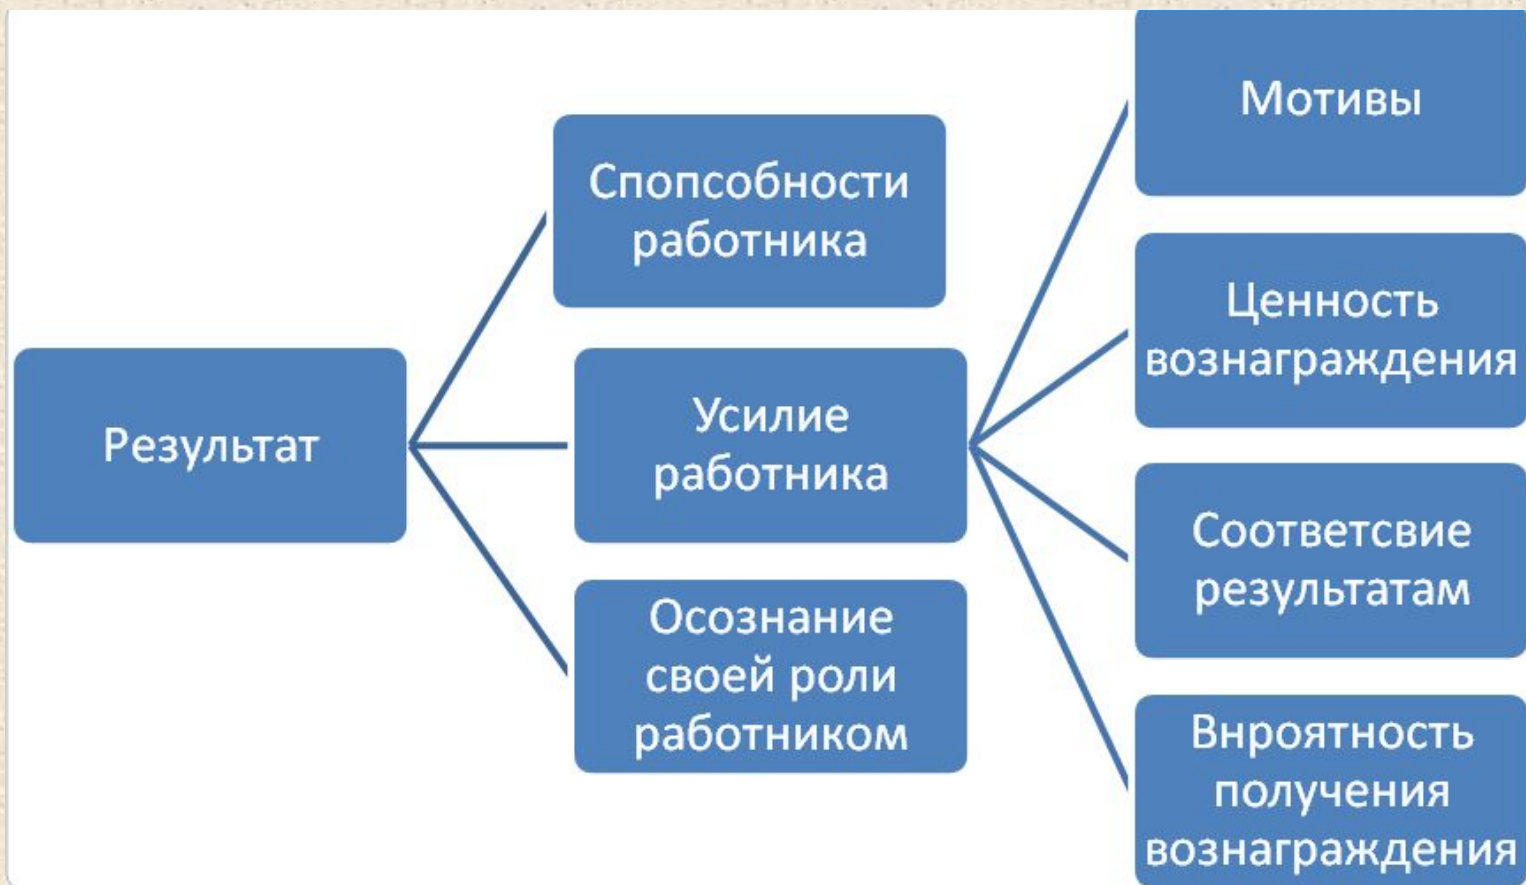 Результат
Спопсобности
работника
Усилие
работника
Осознание
своей роли
работником
Мотивы
Ценность
вознаграждения
Соответсвие
результатам
Внроятность
получения
вознаграждения